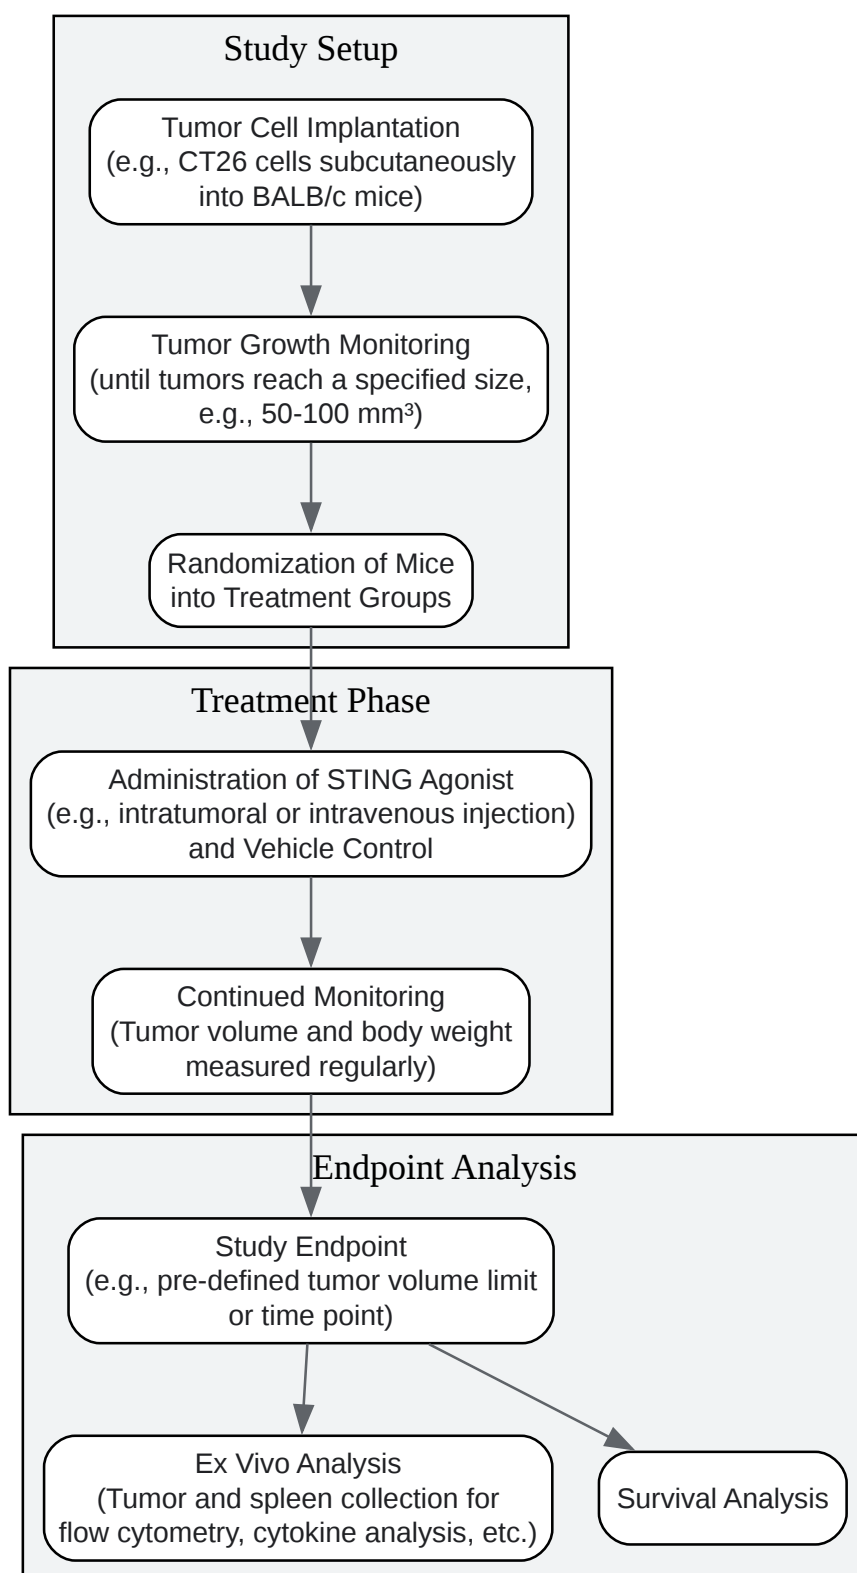 Study Setup
Tumor Cell Implantation
(e.g., CT26 cells subcutaneously
into BALB/c mice)
Tumor Growth Monitoring
(until tumors reach a specified size,
e.g., 50-100 mm³)
Randomization of Mice
into Treatment Groups
Treatment Phase
Administration of STING Agonist
(e.g., intratumoral or intravenous injection)
and Vehicle Control
Continued Monitoring
(Tumor volume and body weight
measured regularly)
Endpoint Analysis
Study Endpoint
(e.g., pre-defined tumor volume limit
or time point)
Ex Vivo Analysis
(Tumor and spleen collection for
flow cytometry, cytokine analysis, etc.)
Survival Analysis